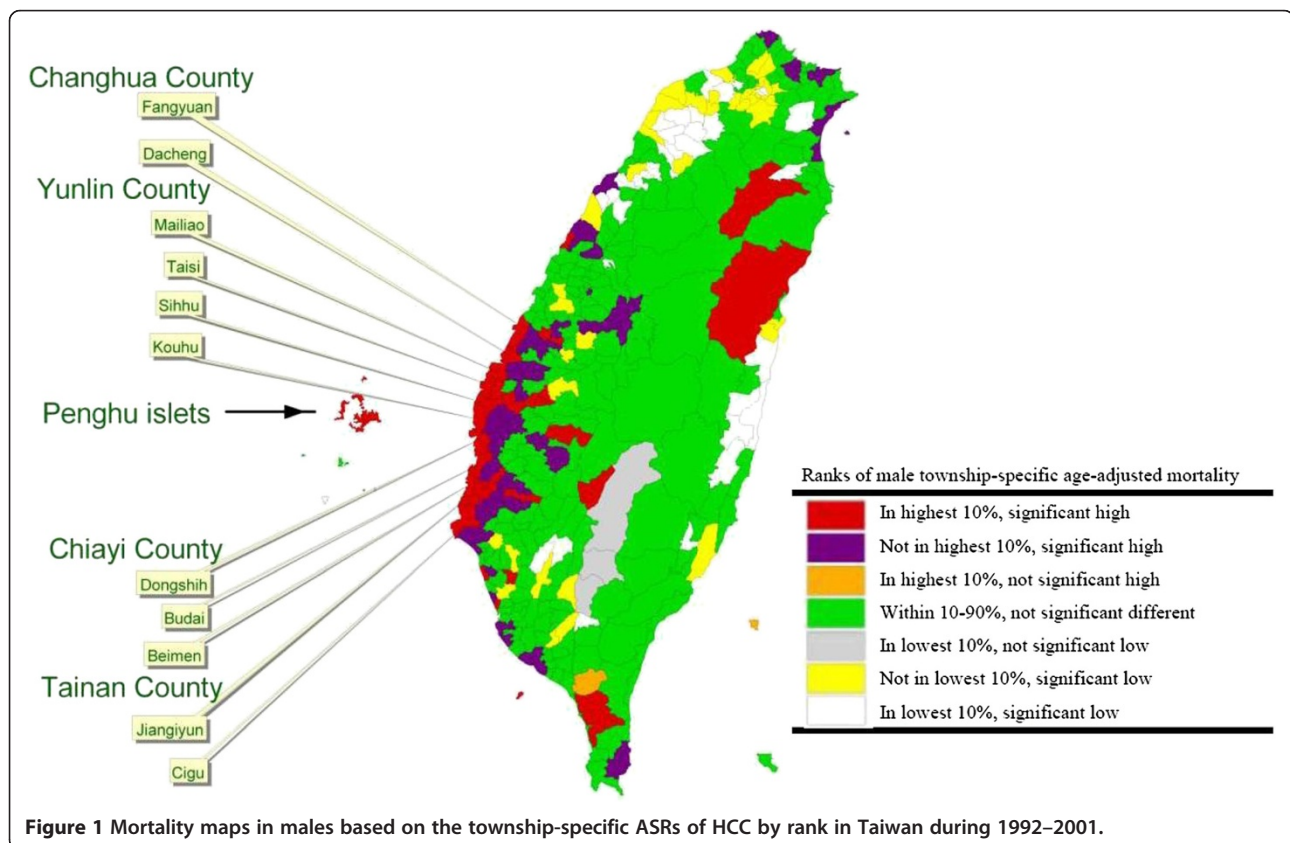 Changhua County
Fangyuan
Dacheng
Yunlin County
Mailiao
Taisi
Sihhu
Kouhu
Penghu islets
Chiayi County
Dongshih
Budai
Beimen
Tainan County
Jiangiyun
Cigu
Ranks of male township-specific age-adjusted mortality
In highest 10%, significant high
Not in highest 10%, significant high
In highest 10%, not significant high
Within 10-90%, not significant different
In lowest 10%, not significant low
Not in lowest 10%, significant low
In lowest 10%, significant low
Figure 1 Mortality maps in males based on the township-specific ASRs of HCC by rank in Taiwan during 1992–2001.